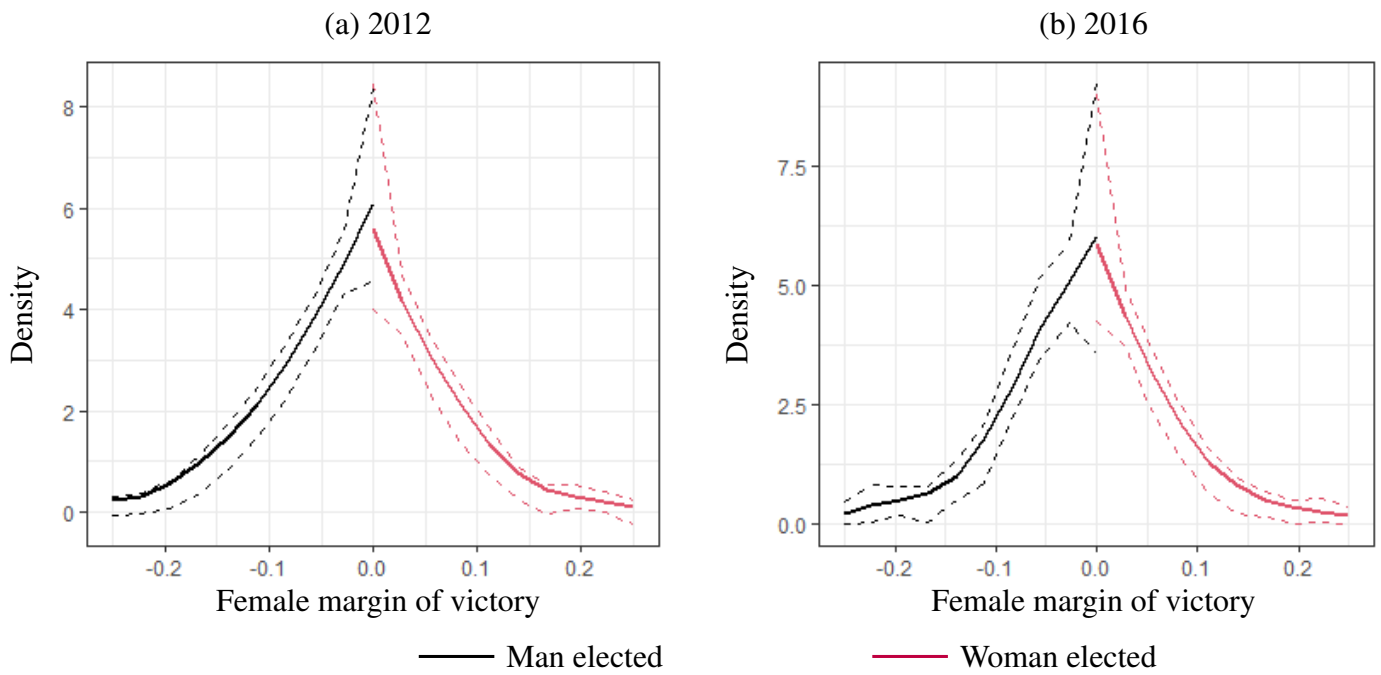 (a) 2012
8
6
4
2
0
Density
-0.2 -0.1 0.0 0.1 0.2
Female margin of victory
(b) 2016
7.5
5.0
2.5
0.0
Density
-0.2 -0.1 0.0 0.1 0.2
Female margin of victory
Man elected
Woman elected